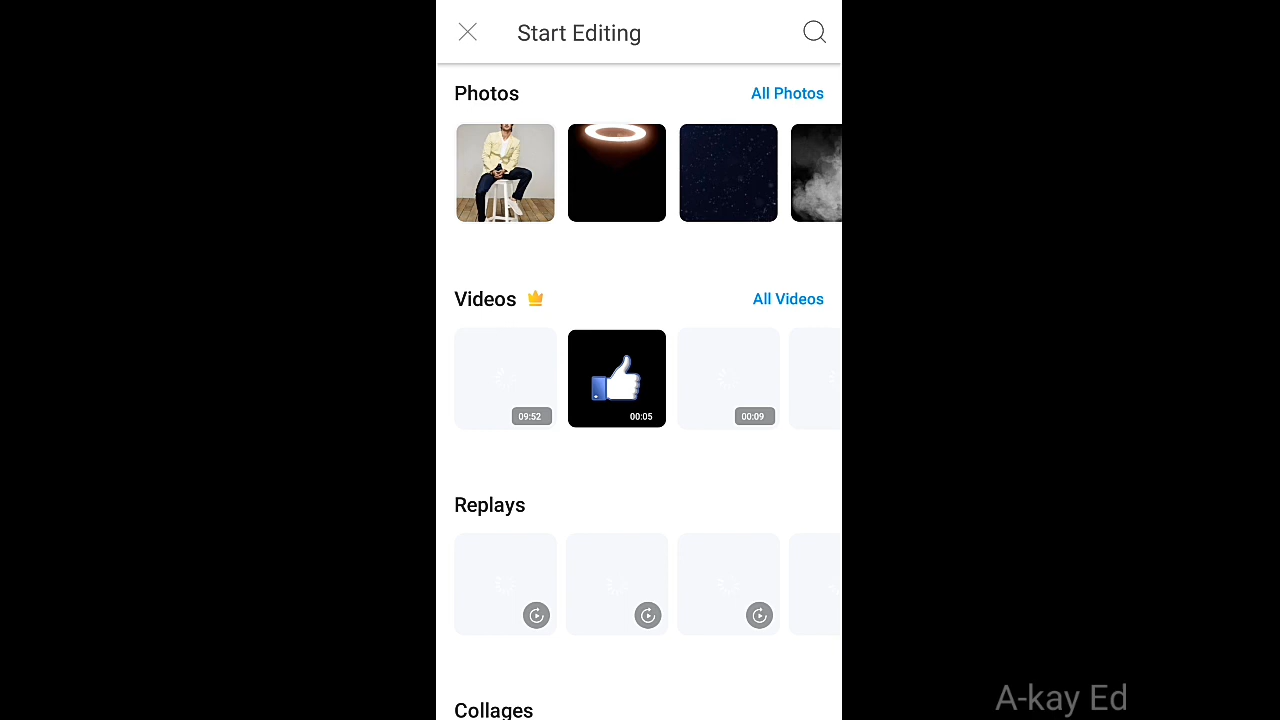 Start Editing
Photos All Photos
Videos All Videos
09:52 00:05 00:09
Replays
Collages
A-kay Ed